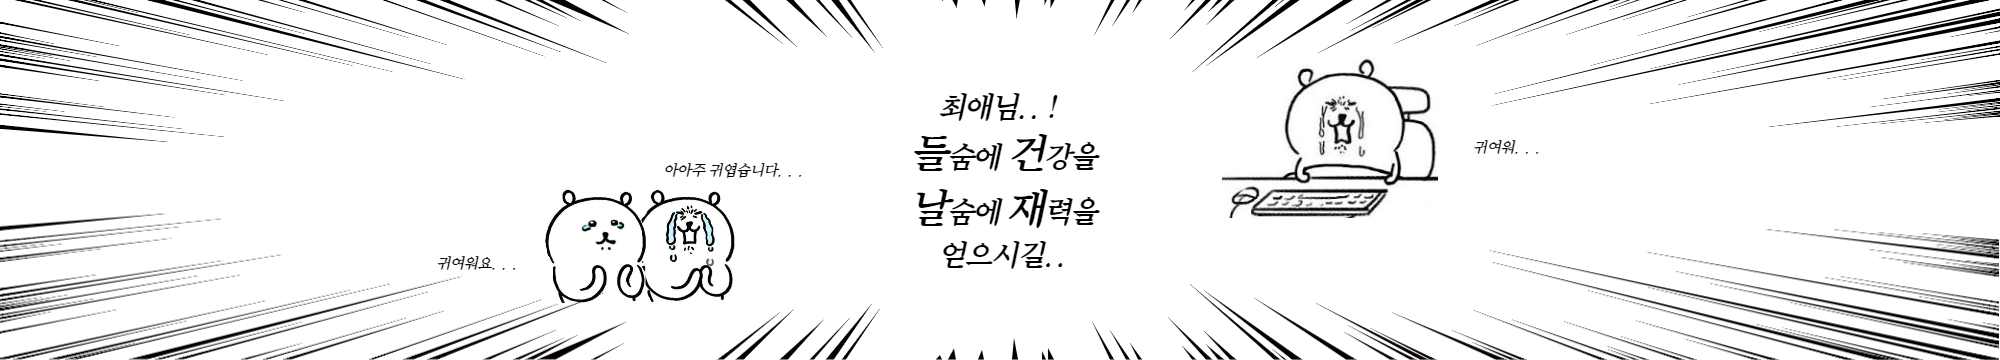 최애님.. !
들숨에 건강을
날숨에 재력을
얻으시길..
아아주 귀엽습니다. . .
귀여워요. . .
귀여워. . .